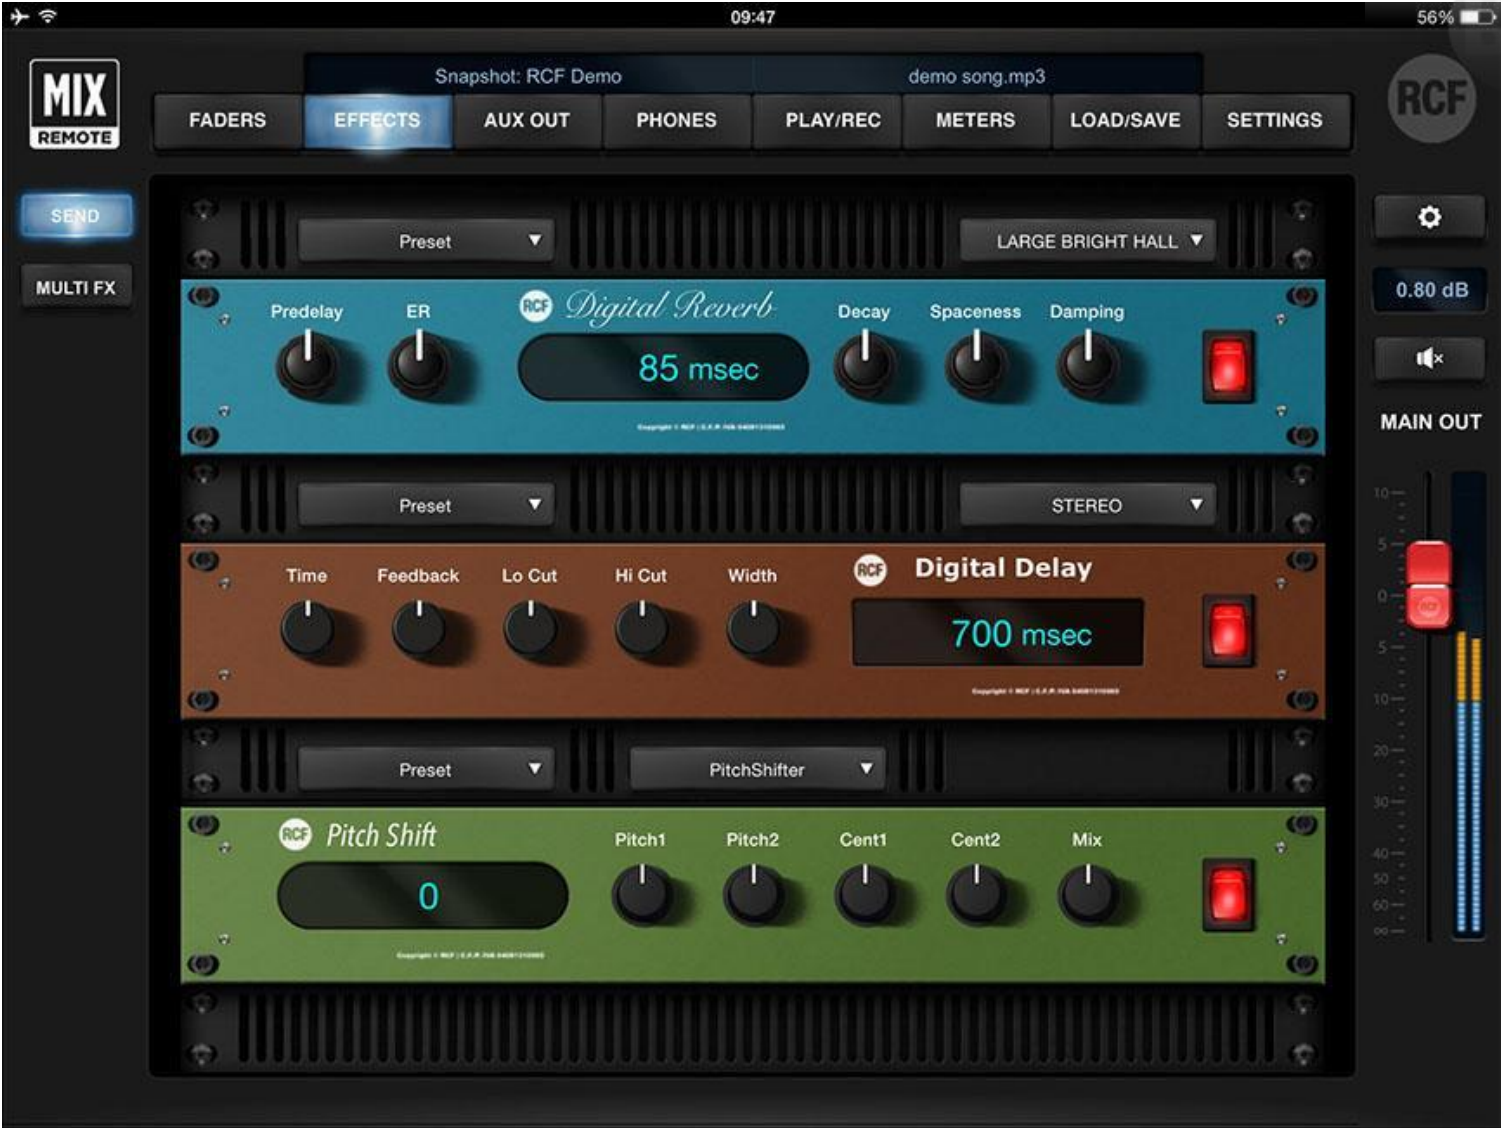 09:47
56%
MIX
REMOTE
Snapshot: RCF Demo
demo song.mp3
RCF
FADERS
EFFECTS
AUX OUT
PHONES
PLAY/REC
METERS
LOAD/SAVE
SETTINGS
SEND
MULTI FX
Preset
LARGE BRIGHT HALL
Predelay
ER
RCF
Digital Reverb
Decay
Spaceness
Damping
85 msec
0.80 dB
MAIN OUT
Preset
STEREO
Time
Feedback
Lo Cut
Hi Cut
Width
RCF
Digital Delay
700 msec
Preset
PitchShifter
RCF
Pitch Shift
Pitch1
Pitch2
Cent1
Cent2
Mix
0
10
5
0
RCF
5
10
20
30
40
50
60
∞